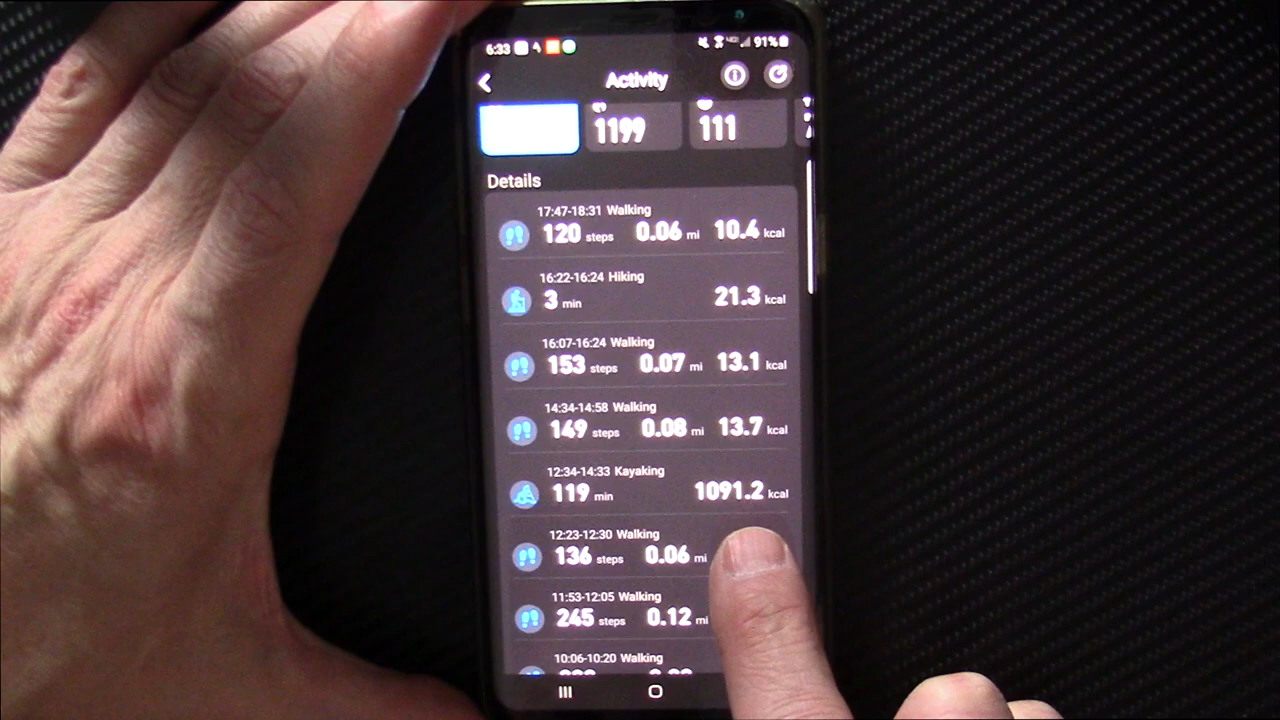 6:33 91%
Activity
1199 111
Details
17:47-18:31 Walking
120 steps 0.06 mi 10.4 kcal
16:22-16:24 Hiking
3 min 21.3 kcal
16:07-16:24 Walking
153 steps 0.07 mi 13.1 kcal
14:34-14:58 Walking
149 steps 0.08 mi 13.7 kcal
12:34-14:33 Kayaking
119 min 1091.2 kcal
12:23-12:30 Walking
136 steps 0.06 mi
11:53-12:05 Walking
245 steps 0.12 mi
10:06-10:20 Walking